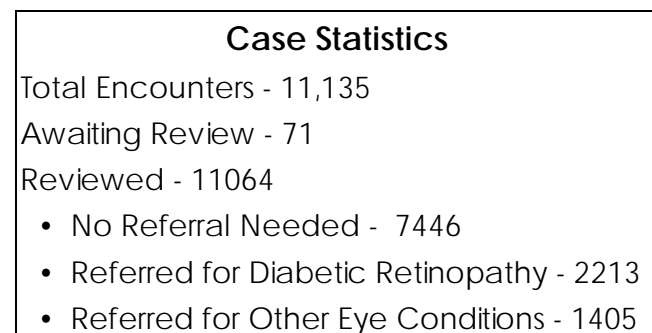 Case Statistics
Total Encounters - 11,135
Awaiting Review - 71
Reviewed - 11064
• No Referral Needed - 7446
• Referred for Diabetic Retinopathy - 2213
• Referred for Other Eye Conditions - 1405